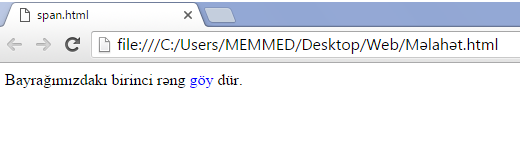 span.html
file:///C:/Users/MEMMED/Desktop/Web/Məlahət.html
Bayrağımızdakı birinci rəng göy dür.